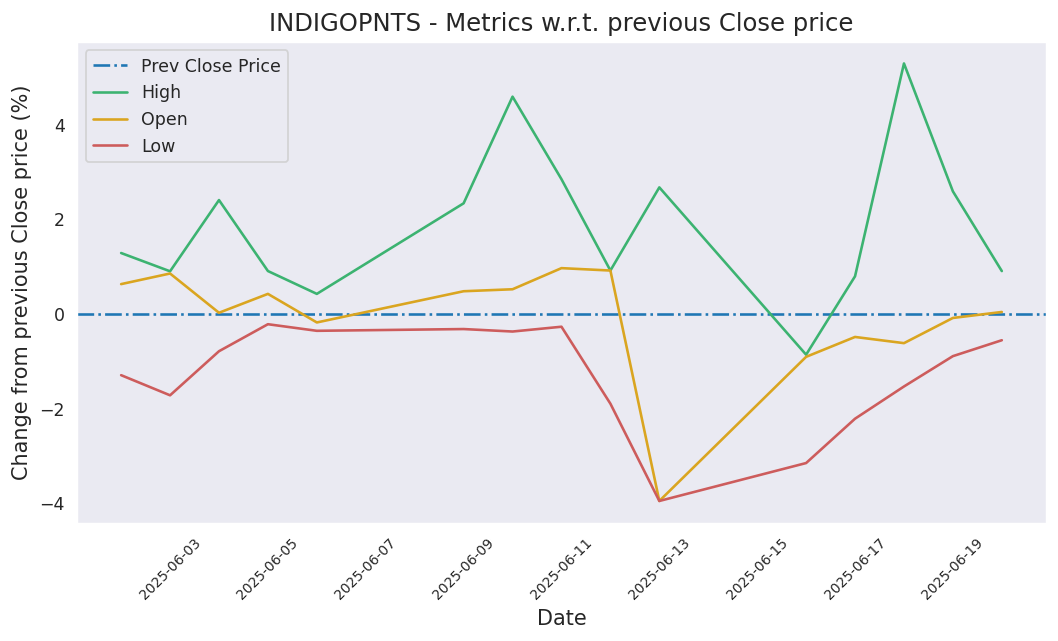 INDIGOPNTS - Metrics w.r.t. previous Close price
Prev Close Price
High
Open
Low
Change from previous Close price (%)
4
2
0
−2
−4
2025-06-03
2025-06-05
2025-06-07
2025-06-09
2025-06-11
2025-06-13
2025-06-15
2025-06-17
2025-06-19
Date